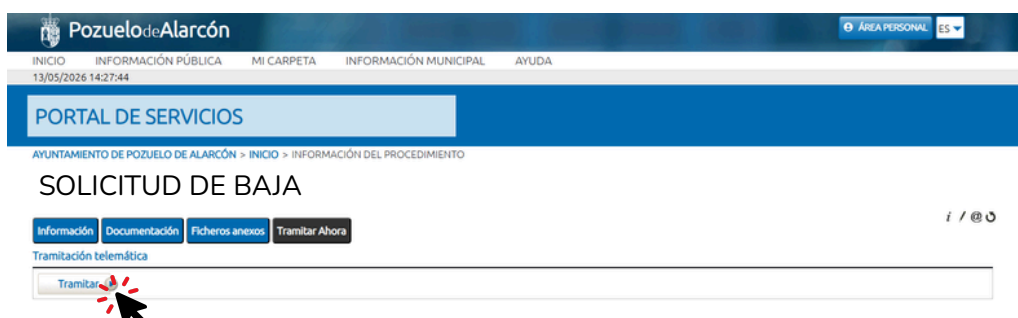 PozuelodeAlarcón
ÁREA PERSONAL ES
INICIO INFORMACIÓN PÚBLICA MI CARPETA INFORMACIÓN MUNICIPAL AYUDA
13/05/2026 14:27:44
PORTAL DE SERVICIOS
AYUNTAMIENTO DE POZUELO DE ALARCÓN > INICIO > INFORMACIÓN DEL PROCEDIMIENTO
SOLICITUD DE BAJA
i / @
Información Documentación Ficheros anexos Tramitar Ahora
Tramitación telemática
Tramitar